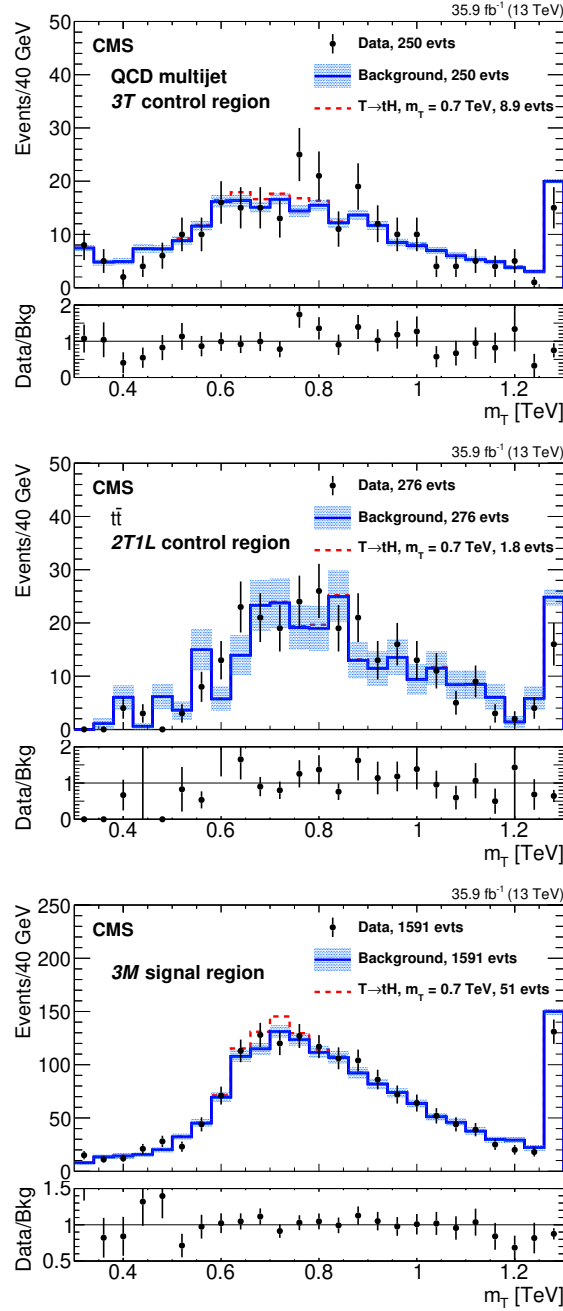 35.9 fb⁻¹ (13 TeV)
Events/40 GeV
50
40
30
20
10
0
CMS
QCD multijet
3T control region
Data, 250 evts
Background, 250 evts
T→tH, m_T = 0.7 TeV, 8.9 evts
Data/Bkg
2
1
0
0.4 0.6 0.8 1 1.2
m_T [TeV]
35.9 fb⁻¹ (13 TeV)
Events/40 GeV
50
40
30
20
10
0
CMS
tt̄
2T1L control region
Data, 276 evts
Background, 276 evts
T→tH, m_T = 0.7 TeV, 1.8 evts
Data/Bkg
2
1
0
0.4 0.6 0.8 1 1.2
m_T [TeV]
35.9 fb⁻¹ (13 TeV)
Events/40 GeV
250
200
150
100
50
0
CMS
3M signal region
Data, 1591 evts
Background, 1591 evts
T→tH, m_T = 0.7 TeV, 51 evts
Data/Bkg
1.5
1
0.5
0.4 0.6 0.8 1 1.2
m_T [TeV]